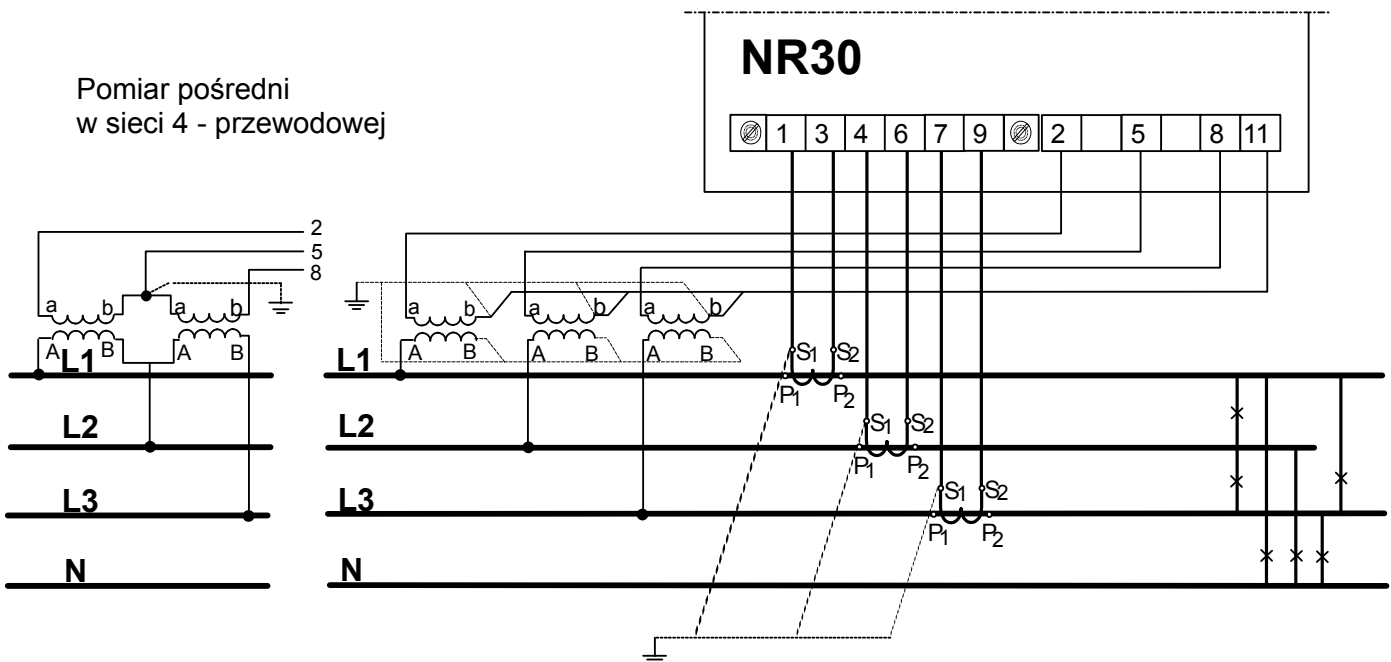 NR30
Pomiar pośredni
w sieci 4 - przewodowej
1 3 4 6 7 9 2 5 8 11
2
5
8
a b a b
A B A B
a b a b a b
A B A B A B
L1
L2
L3
N
L1
S1 S2
P1 P2
L2
S1 S2
P1 P2
L3
S1 S2
P1 P2
N